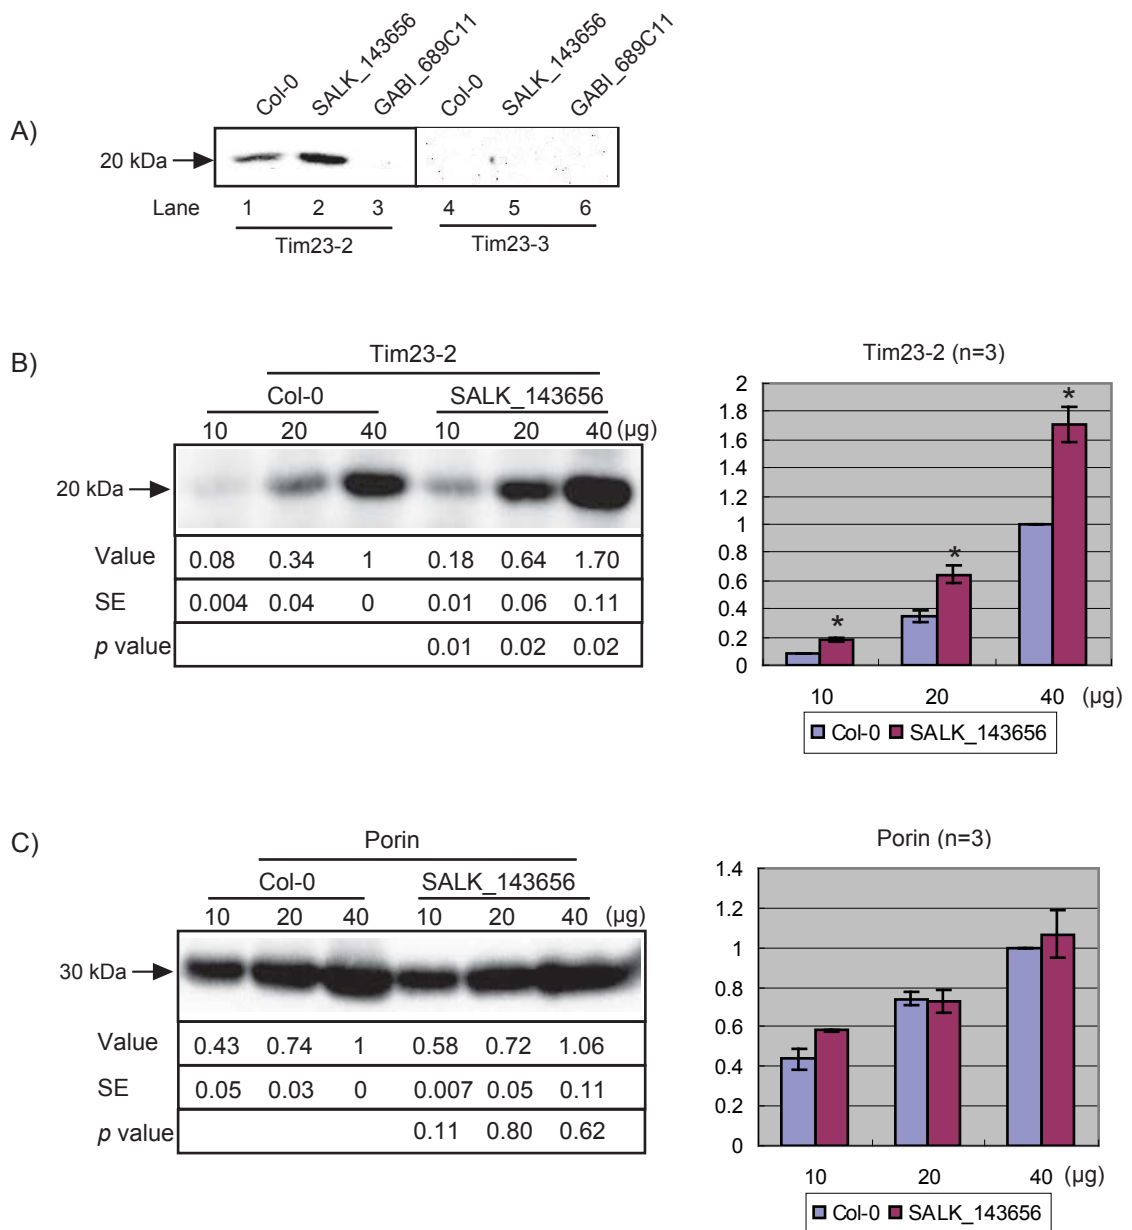 A)
Col-0 SALK_143656 GABI_689C11 Col-0 SALK_143656 GABI_689C11
20 kDa
Lane 1 2 3 4 5 6
Tim23-2 Tim23-3
B)
Tim23-2
Col-0 SALK_143656
10 20 40 10 20 40 (µg)
20 kDa
Value 0.08 0.34 1 0.18 0.64 1.70
SE 0.004 0.04 0 0.01 0.06 0.11
p value 0.01 0.02 0.02
Tim23-2 (n=3)
2
1.8
1.6
1.4
1.2
1
0.8
0.6
0.4
0.2
0
* * *
10 20 40 (µg)
Col-0 SALK_143656
C)
Porin
Col-0 SALK_143656
10 20 40 10 20 40 (µg)
30 kDa
Value 0.43 0.74 1 0.58 0.72 1.06
SE 0.05 0.03 0 0.007 0.05 0.11
p value 0.11 0.80 0.62
Porin (n=3)
1.4
1.2
1
0.8
0.6
0.4
0.2
0
10 20 40 (µg)
Col-0 SALK_143656